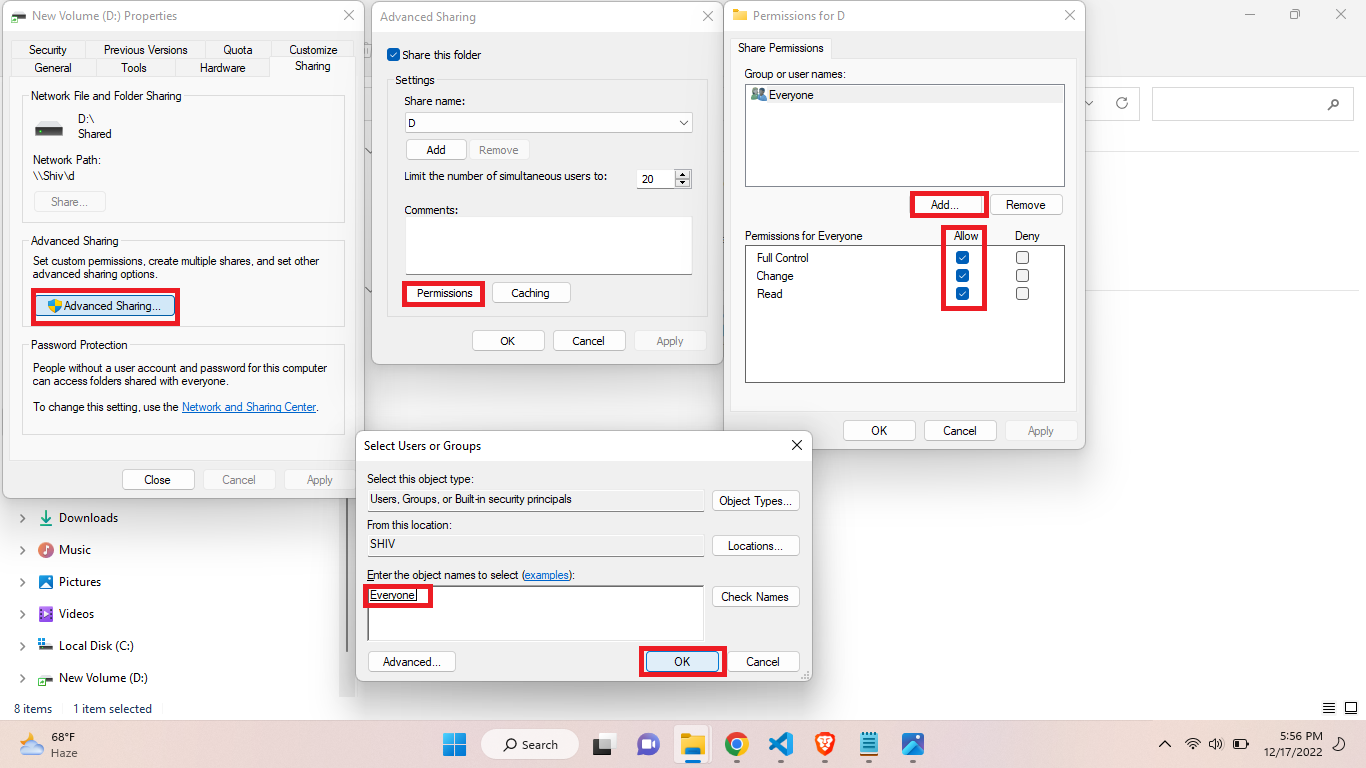 New Volume (D:) Properties
Security
Previous Versions
Quota
Customize
General
Tools
Hardware
Sharing
Network File and Folder Sharing
D:\
Shared
Network Path:
\\Shiv\d
Share...
Advanced Sharing
Set custom permissions, create multiple shares, and set other
advanced sharing options.
Advanced Sharing...
Password Protection
People without a user account and password for this computer
can access folders shared with everyone.
To change this setting, use the Network and Sharing Center.
Close
Cancel
Apply
Advanced Sharing
Share this folder
Settings
Share name:
D
Add
Remove
Limit the number of simultaneous users to:
20
Comments:
Permissions
Caching
OK
Cancel
Apply
Permissions for D
Share Permissions
Group or user names:
Everyone
Add...
Remove
Permissions for Everyone
Allow
Deny
Full Control
Change
Read
OK
Cancel
Apply
Select Users or Groups
Select this object type:
Users, Groups, or Built-in security principals
Object Types...
From this location:
SHIV
Locations...
Enter the object names to select (examples):
Everyone
Check Names
Advanced...
OK
Cancel
Downloads
Music
Pictures
Videos
Local Disk (C:)
New Volume (D:)
8 items
1 item selected
68°F
Haze
Search
5:56 PM
12/17/2022